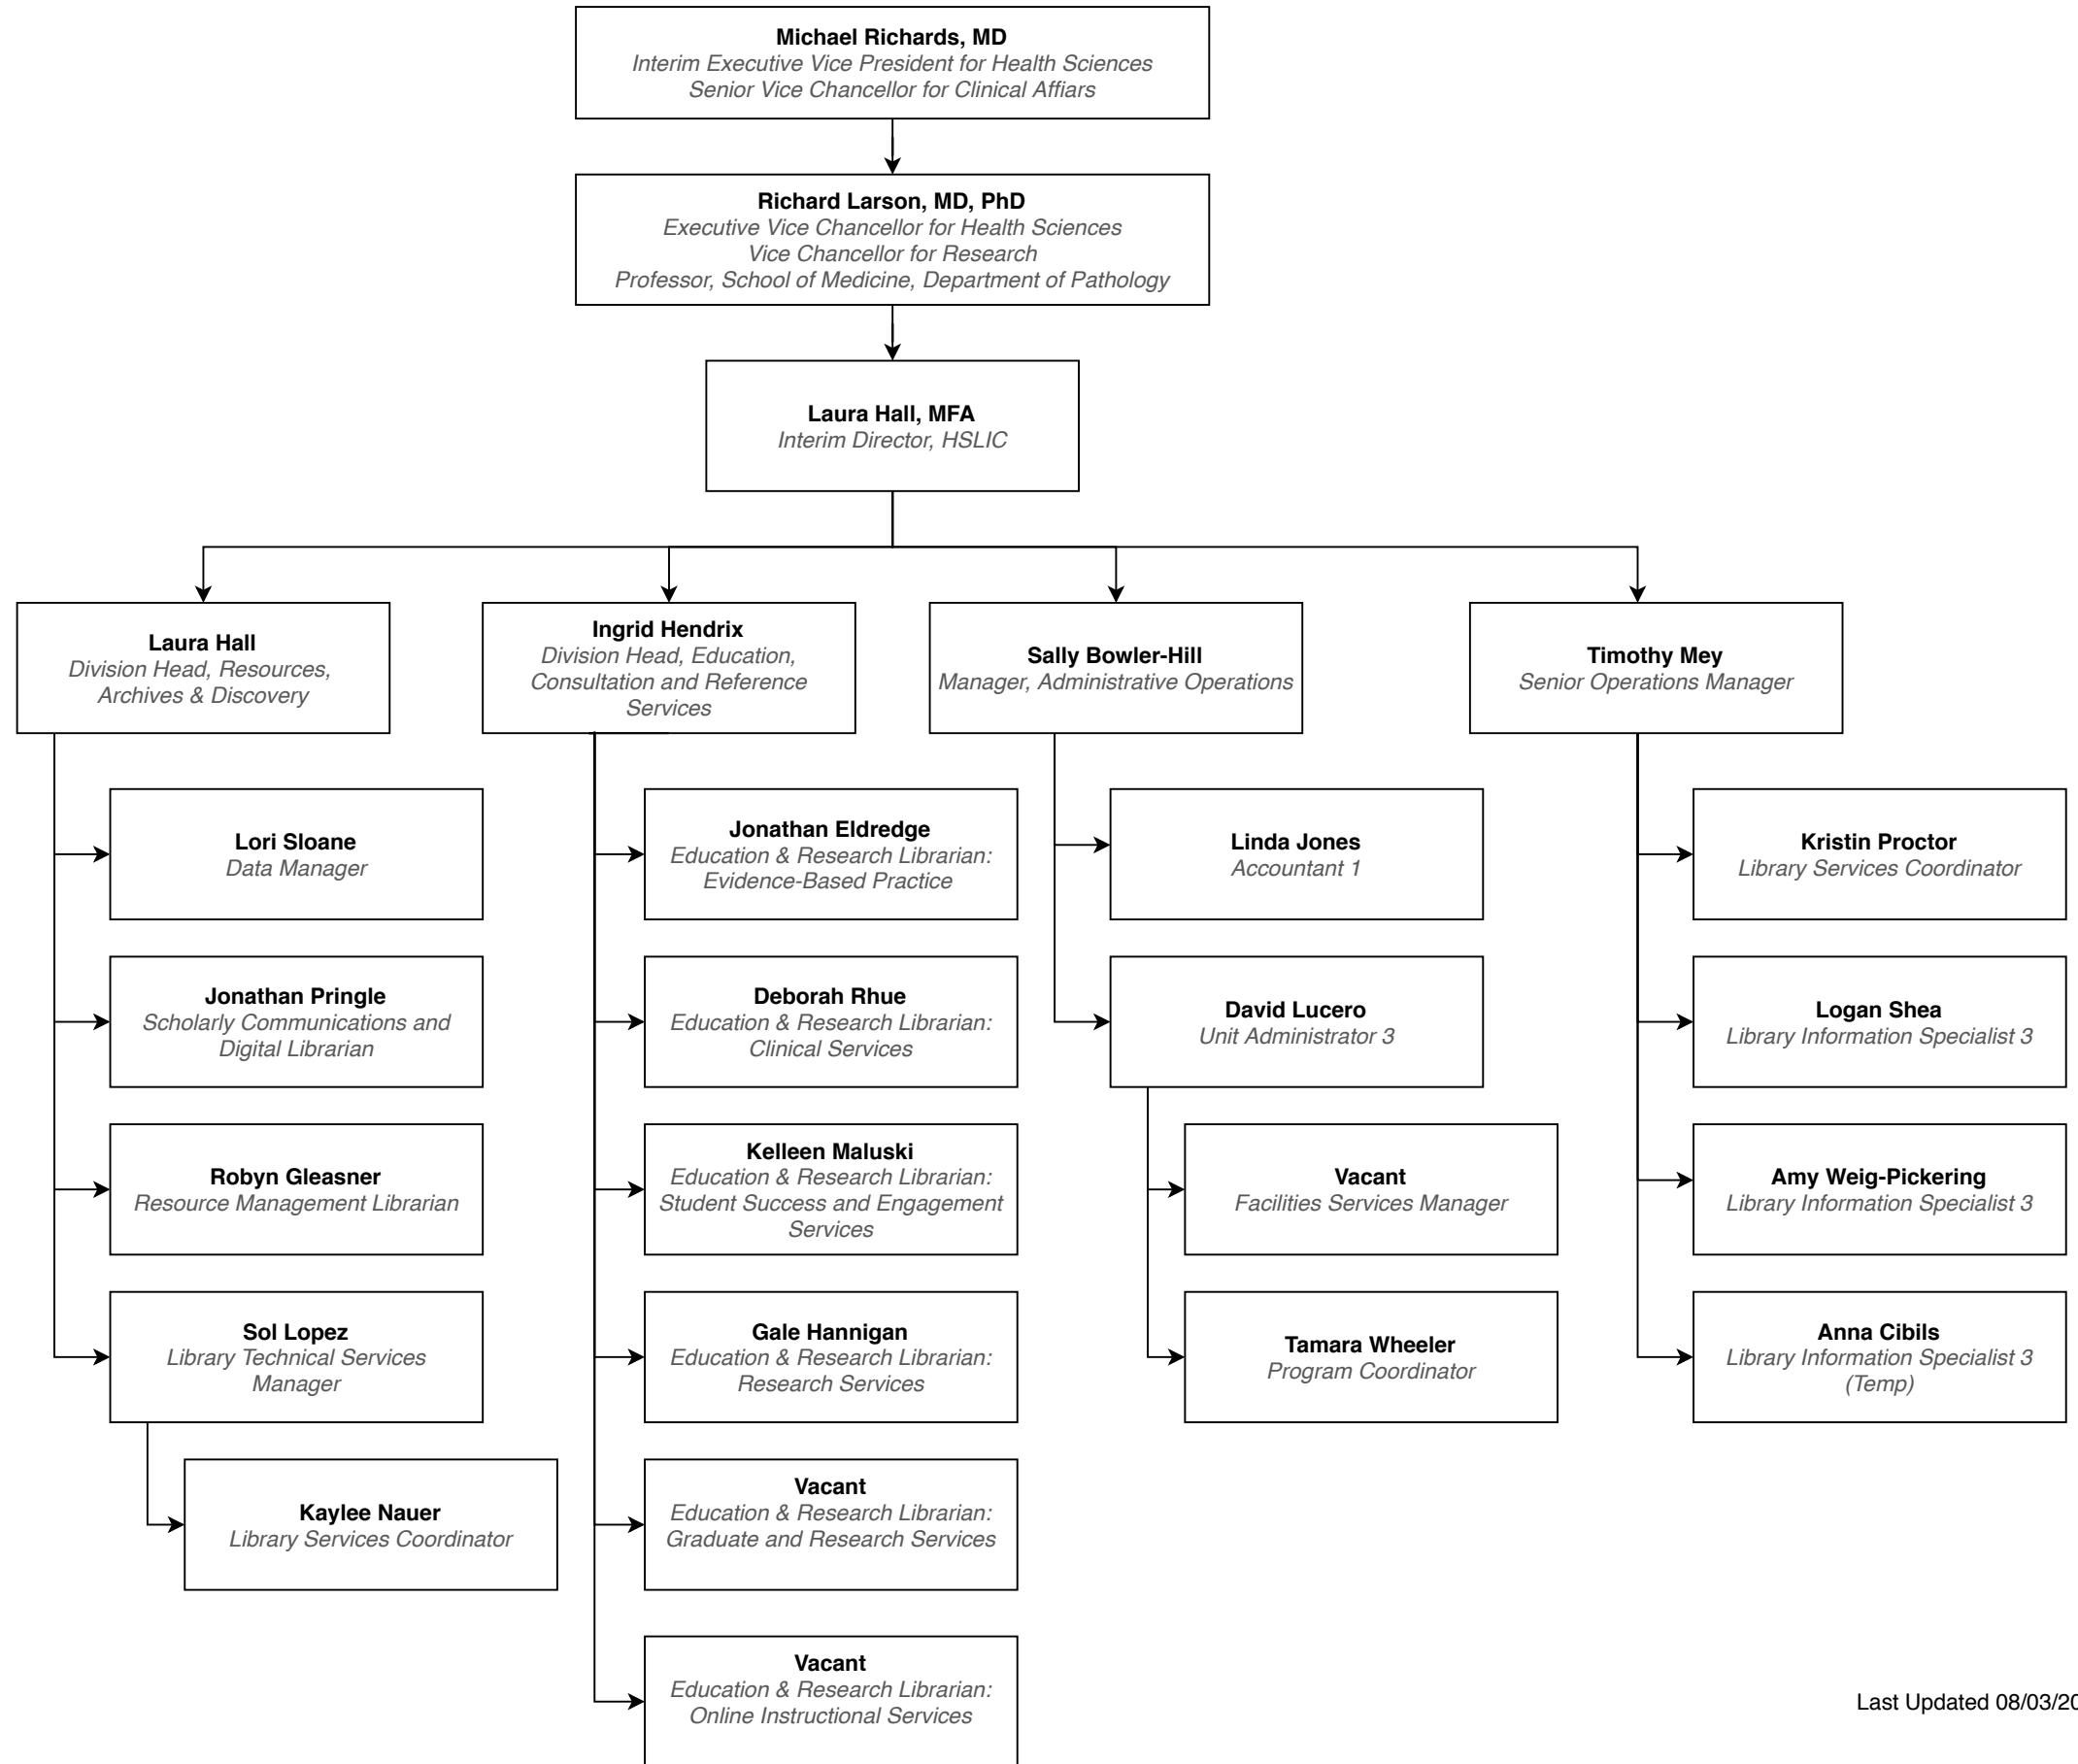 Michael Richards, MD
Interim Executive Vice President for Health Sciences
Senior Vice Chancellor for Clinical Affiars
Richard Larson, MD, PhD
Executive Vice Chancellor for Health Sciences
Vice Chancellor for Research
Professor, School of Medicine, Department of Pathology
Laura Hall, MFA
Interim Director, HSLIC
Laura Hall
Division Head, Resources,
Archives & Discovery
Lori Sloane
Data Manager
Jonathan Pringle
Scholarly Communications and
Digital Librarian
Robyn Gleasner
Resource Management Librarian
Sol Lopez
Library Technical Services
Manager
Kaylee Nauer
Library Services Coordinator
Ingrid Hendrix
Division Head, Education,
Consultation and Reference
Services
Jonathan Eldredge
Education & Research Librarian:
Evidence-Based Practice
Deborah Rhue
Education & Research Librarian:
Clinical Services
Kelleen Maluski
Education & Research Librarian:
Student Success and Engagement
Services
Gale Hannigan
Education & Research Librarian:
Research Services
Vacant
Education & Research Librarian:
Graduate and Research Services
Vacant
Education & Research Librarian:
Online Instructional Services
Sally Bowler-Hill
Manager, Administrative Operations
Linda Jones
Accountant 1
David Lucero
Unit Administrator 3
Vacant
Facilities Services Manager
Tamara Wheeler
Program Coordinator
Timothy Mey
Senior Operations Manager
Kristin Proctor
Library Services Coordinator
Logan Shea
Library Information Specialist 3
Amy Weig-Pickering
Library Information Specialist 3
Anna Cibils
Library Information Specialist 3
(Temp)
Last Updated 08/03/20